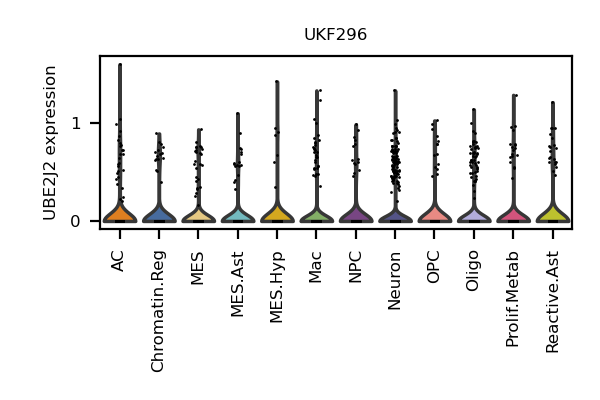 UKF296
UBE2J2 expression
1
0
AC
Chromatin.Reg
MES
MES.Ast
MES.Hyp
Mac
NPC
Neuron
OPC
Oligo
Prolif.Metab
Reactive.Ast